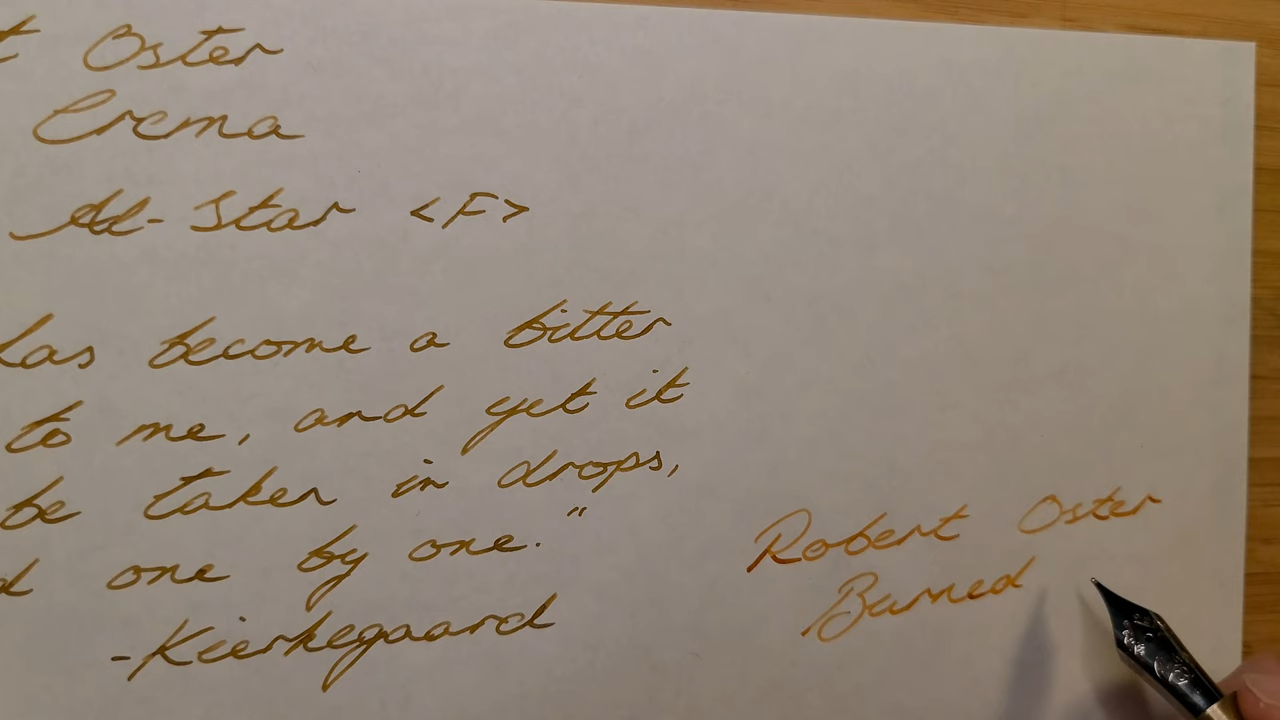 t Oster
Crema
Al-Star <F>
has become a bitter
to me, and yet it
be taken in drops,
d one by one."
-Kierkegaard
Robert Oster
Burned